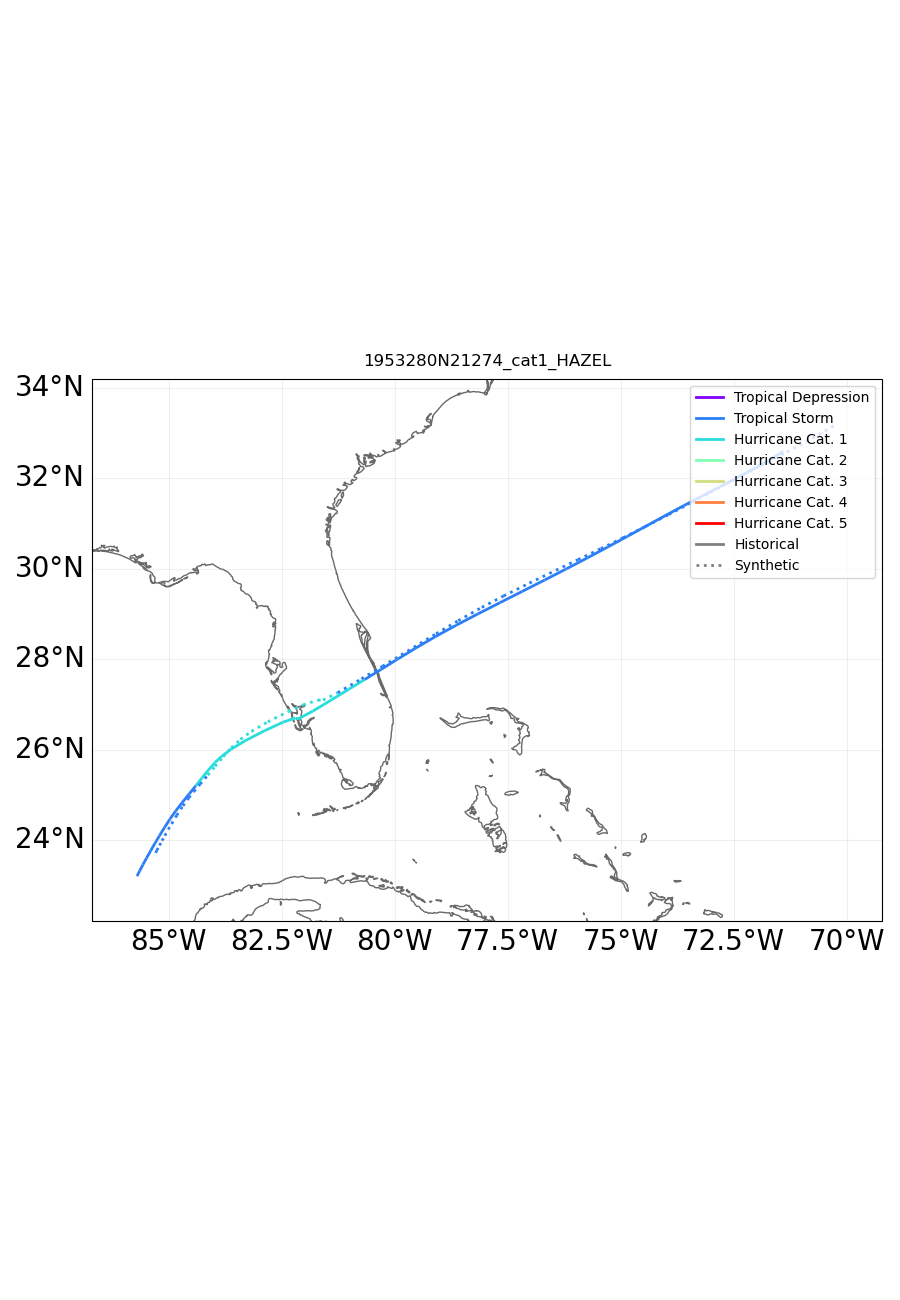 1953280N21274_cat1_HAZEL
34°N
32°N
30°N
28°N
26°N
24°N
Tropical Depression
Tropical Storm
Hurricane Cat. 1
Hurricane Cat. 2
Hurricane Cat. 3
Hurricane Cat. 4
Hurricane Cat. 5
Historical
Synthetic
85°W 82.5°W 80°W 77.5°W 75°W 72.5°W 70°W